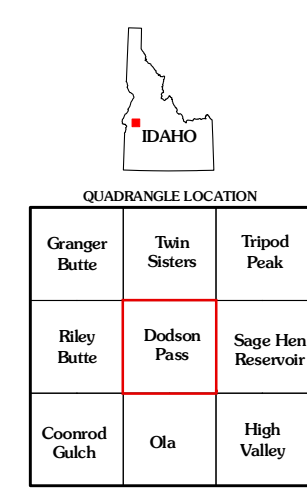 IDAHO
QUADRANGLE LOCATION
Granger
Butte
Twin
Sisters
Tripod
Peak
Riley
Butte
Dodson
Pass
Sage Hen
Reservoir
Coonrod
Gulch
Ola
High
Valley